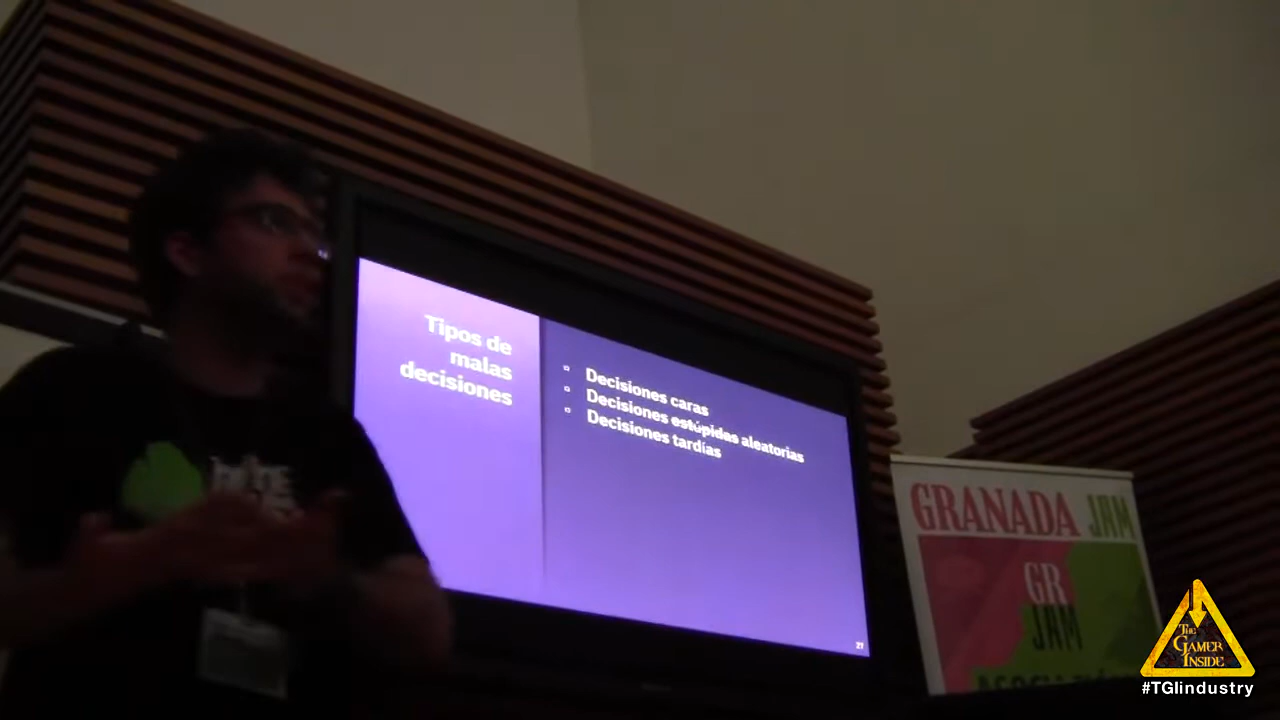 Tipos de
malas
decisiones
▫ Decisiones caras
▫ Decisiones estúpidas aleatorias
▫ Decisiones tardías
27
GRANADA JAM
GR
JAM
THE
GAMER
INSIDE
#TGIindustry